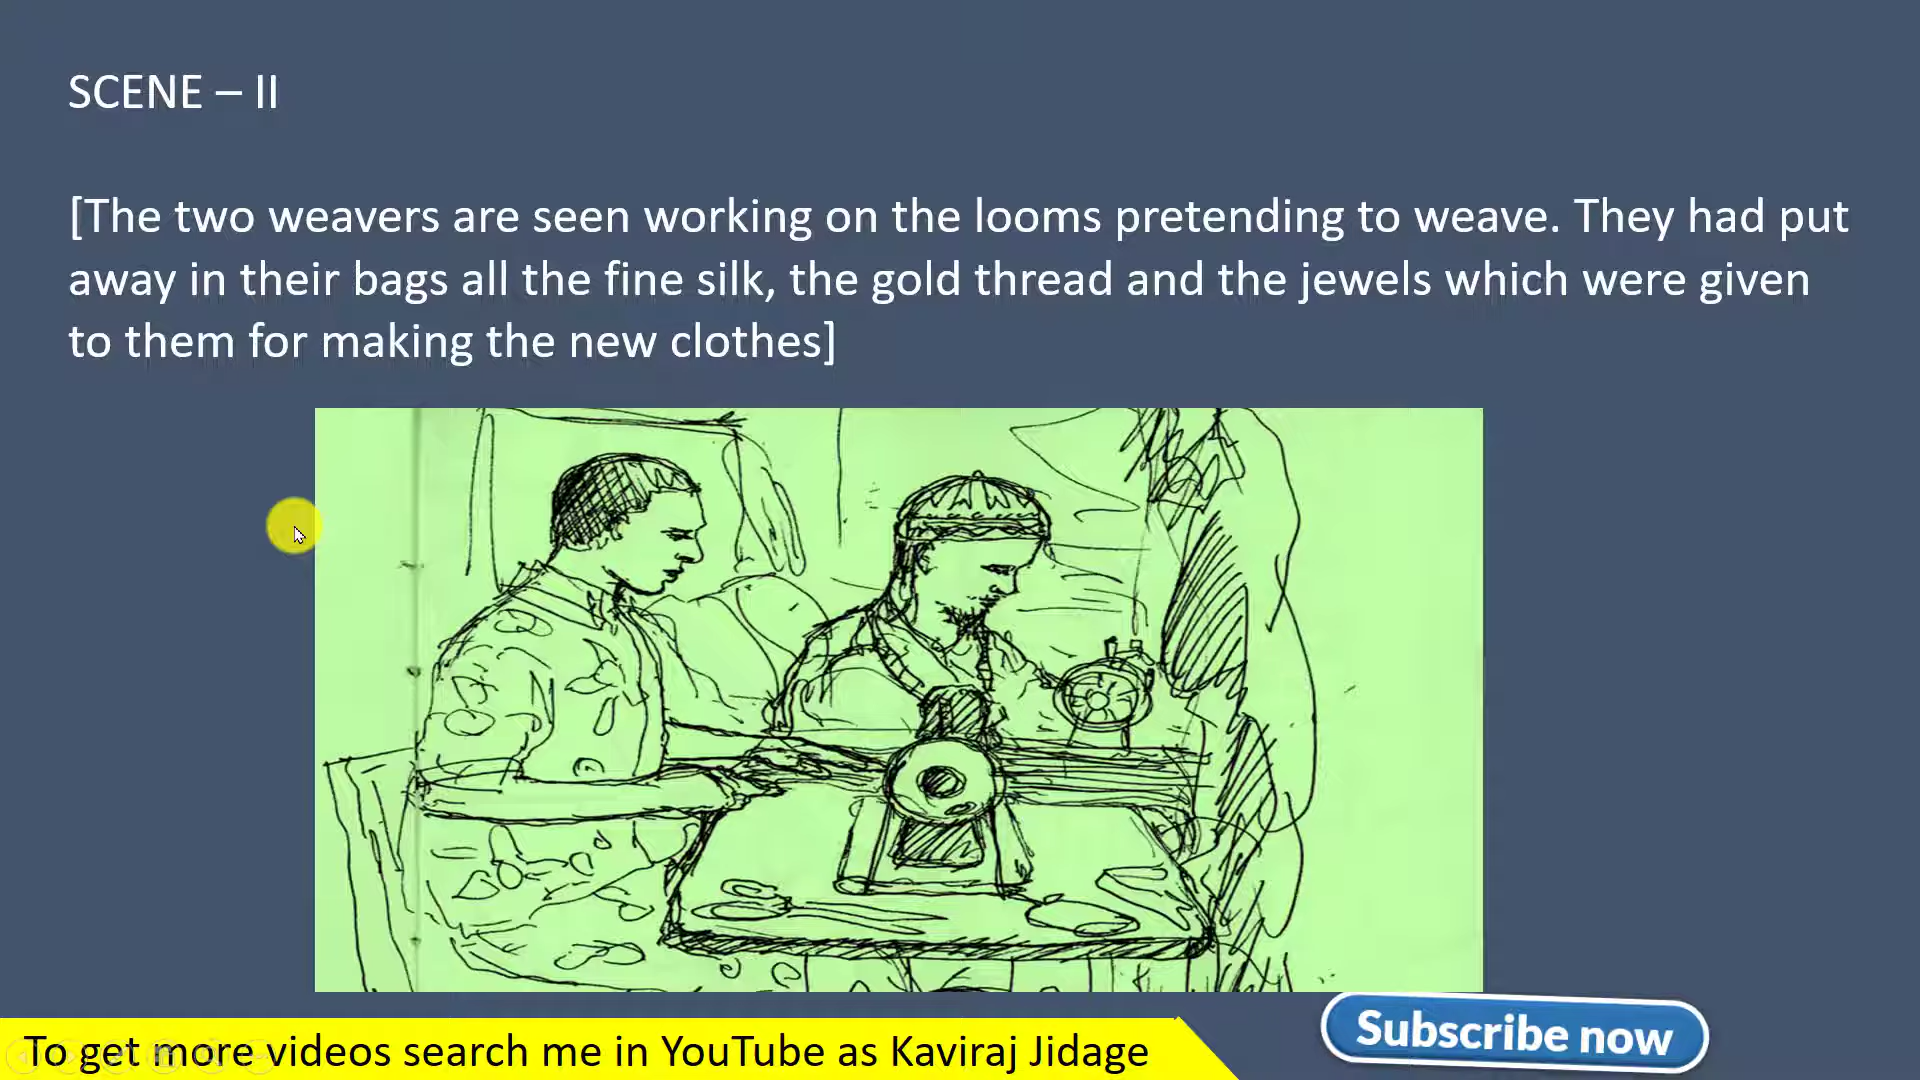 SCENE – II
[The two weavers are seen working on the looms pretending to weave. They had put
away in their bags all the fine silk, the gold thread and the jewels which were given
to them for making the new clothes]
To get more videos search me in YouTube as Kaviraj Jidage
Subscribe now